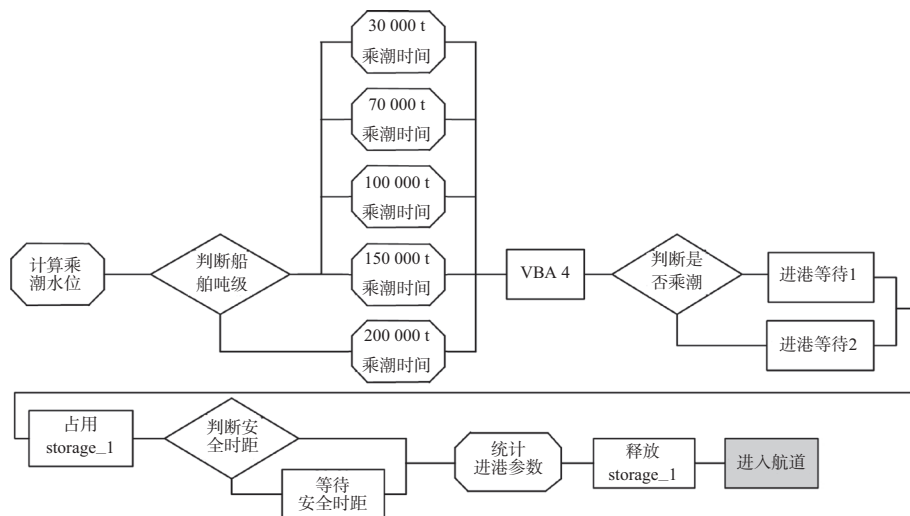 30 000 t
乘潮时间
70 000 t
乘潮时间
100 000 t
乘潮时间
计算乘
潮水位
判断船
舶吨级
150 000 t
乘潮时间
VBA 4
判断是
否乘潮
进港等待1
200 000 t
乘潮时间
进港等待2
占用
storage_1
判断安
全时距
等待
安全时距
统计
进港参数
释放
storage_1
进入航道